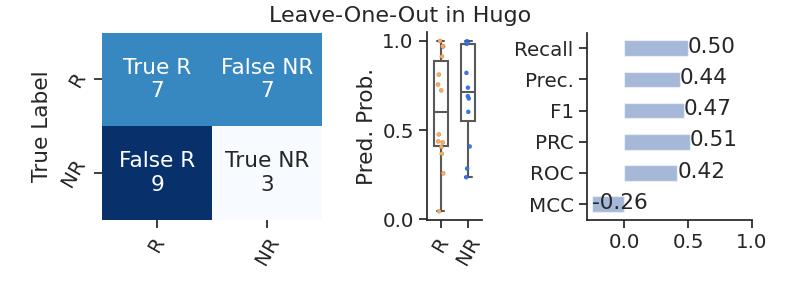 Leave-One-Out in Hugo
True Label
R
NR
True R
7
False NR
7
False R
9
True NR
3
R
NR
Pred. Prob.
1.0
0.5
0.0
R
NR
Recall
0.50
Prec.
0.44
F1
0.47
PRC
0.51
ROC
0.42
MCC
-0.26
0.0
0.5
1.0